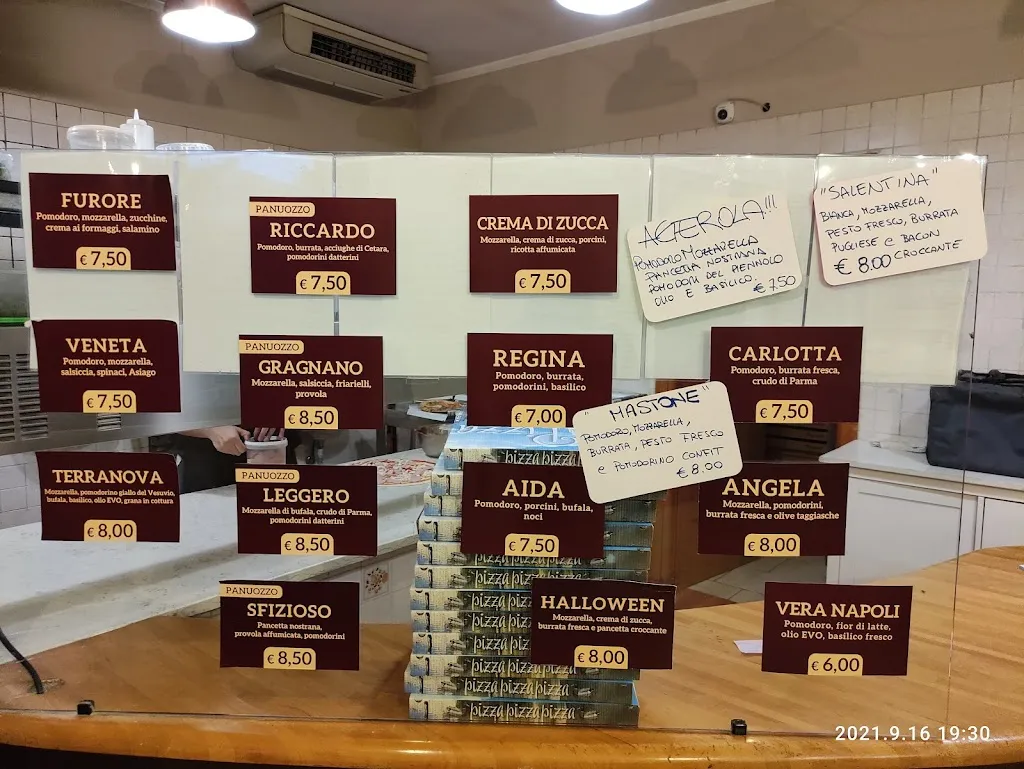 FURORE
Pomodoro, mozzarella, zucchine,
crema ai formaggi, salamino
€ 7,50
PANUOZZO
RICCARDO
Pomodoro, burrata, acciughe di Cetara,
pomodorini datterini
€ 7,50
CREMA DI ZUCCA
Mozzarella, crema di zucca, porcini,
ricotta affumicata
€ 7,50
AGEROLA!!!
POMODORO MOZZARELLA
PANCETTA NOSTRANA
POMODORI DEL PIENNOLO
OLIO E BASILICO.
€ 7,50
"SALENTINA"
BIANCA, MOZZARELLA,
PESTO FRESCO, BURRATA
PUGLIESE e BACON
CROCCANTE
€ 8.00
VENETA
Pomodoro, mozzarella,
salsiccia, spinaci, Asiago
€ 7,50
PANUOZZO
GRAGNANO
Mozzarella, salsiccia, friarielli,
provola
€ 8,50
REGINA
Pomodoro, burrata,
pomodorini, basilico
€ 7,00
CARLOTTA
Pomodoro, burrata fresca,
crudo di Parma
€ 7,50
"MASTONE"
POMODORO, MOZZARELLA,
BURRATA, PESTO FRESCO
e POMODORINO CONFIT
€ 8.00
TERRANOVA
Mozzarella, pomodorino giallo del Vesuvio,
bufala, basilico, olio EVO, grana in cottura
€ 8,00
PANUOZZO
LEGGERO
Mozzarella di bufala, crudo di Parma,
pomodorini datterini
€ 8,50
AIDA
Pomodoro, porcini, bufala,
noci
€ 7,50
ANGELA
Mozzarella, pomodorini,
burrata fresca e olive taggiasche
€ 8,00
PANUOZZO
SFIZIOSO
Pancetta nostrana,
provola affumicata, pomodorini
€ 8,50
HALLOWEEN
Mozzarella, crema di zucca,
burrata fresca e pancetta croccante
€ 8,00
VERA NAPOLI
Pomodoro, fior di latte,
olio EVO, basilico fresco
€ 6,00
pizza pizza pizza
pizza pizza pizza
2021.9.16 19:30